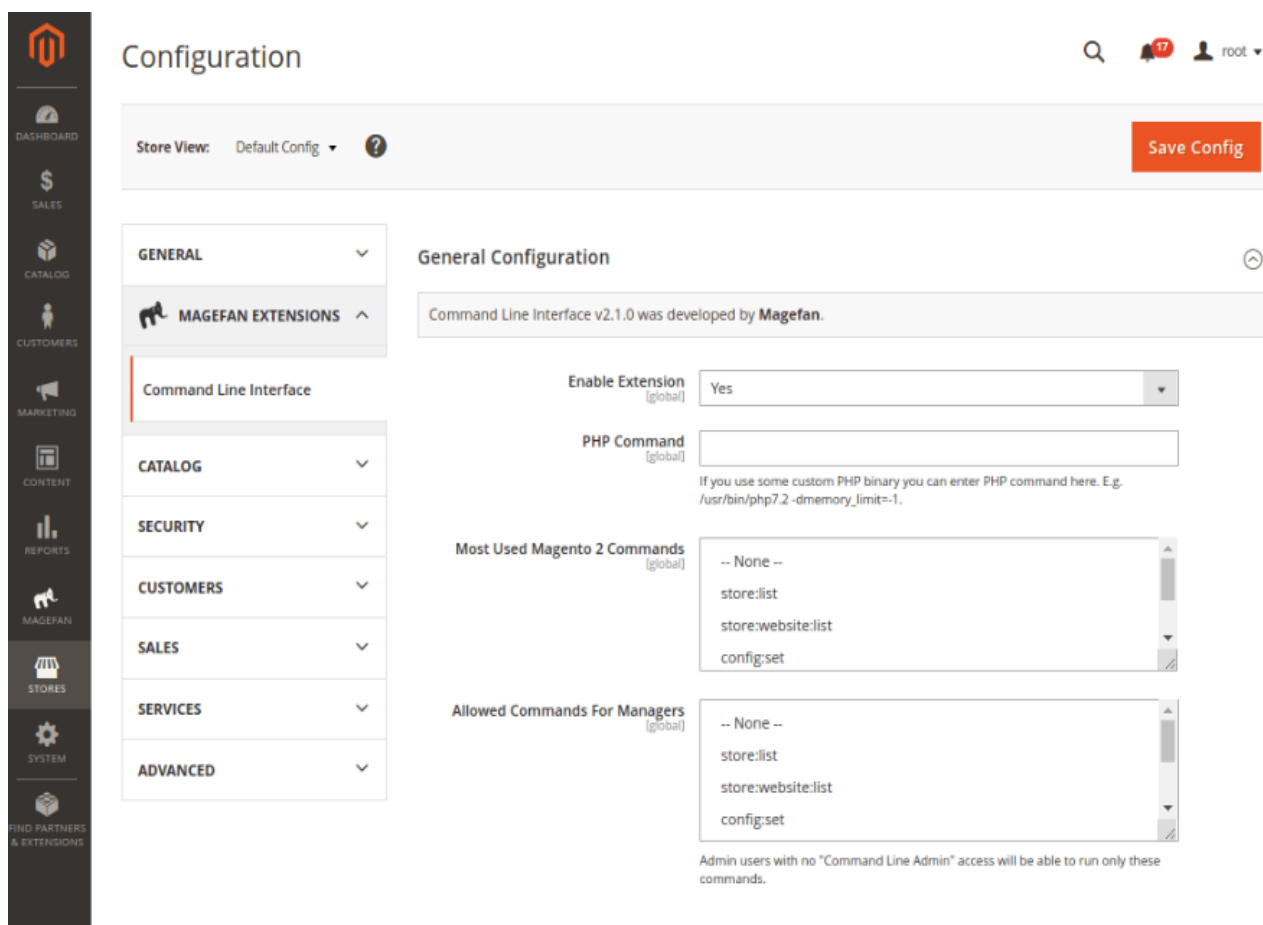 Configuration
17
root
DASHBOARD
SALES
CATALOG
CUSTOMERS
MARKETING
CONTENT
REPORTS
MAGEFAN
STORES
SYSTEM
FIND PARTNERS
& EXTENSIONS
Store View: Default Config ?
Save Config
GENERAL
MAGEFAN EXTENSIONS
Command Line Interface
CATALOG
SECURITY
CUSTOMERS
SALES
SERVICES
ADVANCED
General Configuration
Command Line Interface v2.1.0 was developed by Magefan.
Enable Extension
[global]
Yes
PHP Command
[global]
If you use some custom PHP binary you can enter PHP command here. E.g.
/usr/bin/php7.2 -dmemory_limit=-1.
Most Used Magento 2 Commands
[global]
-- None --
store:list
store:website:list
config:set
Allowed Commands For Managers
[global]
-- None --
store:list
store:website:list
config:set
Admin users with no "Command Line Admin" access will be able to run only these
commands.